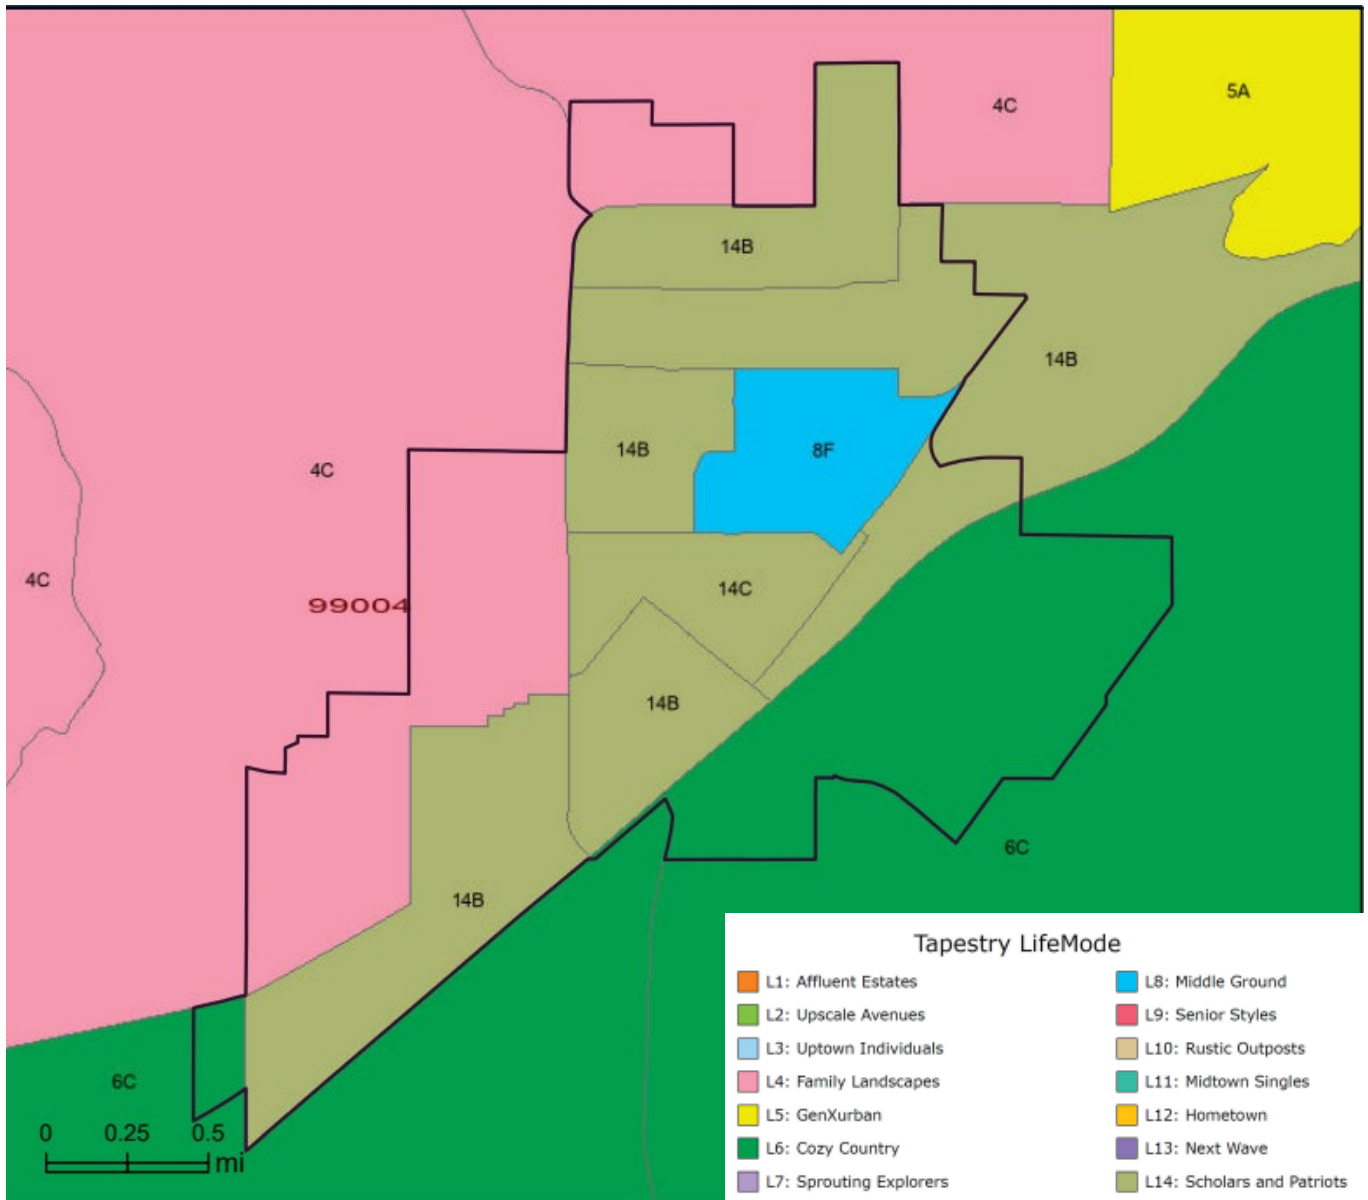 5A
4C
14B
14B
14B
8F
4C
4C
14C
99004
14B
6C
14B
6C
0 0.25 0.5
mi
Tapestry LifeMode
L1: Affluent Estates
L2: Upscale Avenues
L3: Uptown Individuals
L4: Family Landscapes
L5: GenXurban
L6: Cozy Country
L7: Sprouting Explorers
L8: Middle Ground
L9: Senior Styles
L10: Rustic Outposts
L11: Midtown Singles
L12: Hometown
L13: Next Wave
L14: Scholars and Patriots